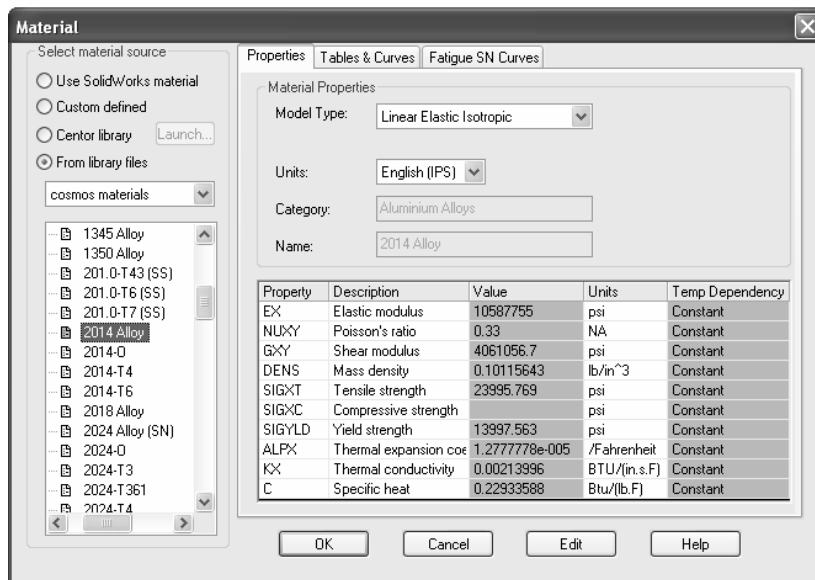 Material
Select material source
Use SolidWorks material
Custom defined
Centor library Launch...
From library files
cosmos materials
1345 Alloy
1350 Alloy
201.0-T43 (SS)
201.0-T6 (SS)
201.0-T7 (SS)
2014 Alloy
2014-O
2014-T4
2014-T6
2018 Alloy
2024 Alloy (SN)
2024-O
2024-T3
2024-T361
2024-T4
Properties Tables & Curves Fatigue SN Curves
Material Properties
Model Type: Linear Elastic Isotropic
Units: English (IPS)
Category: Aluminium Alloys
Name: 2014 Alloy
Property Description Value Units Temp Dependency
EX Elastic modulus 10587755 psi Constant
NUXY Poisson's ratio 0.33 NA Constant
GXY Shear modulus 4061056.7 psi Constant
DENS Mass density 0.10115643 lb/in^3 Constant
SIGXT Tensile strength 23995.769 psi Constant
SIGXC Compressive strength psi Constant
SIGYLD Yield strength 13997.563 psi Constant
ALPX Thermal expansion coe 1.2777778e-005 /Fahrenheit Constant
KX Thermal conductivity 0.00213996 BTU/(in.s.F) Constant
C Specific heat 0.22933588 Btu/(lb.F) Constant
OK Cancel Edit Help